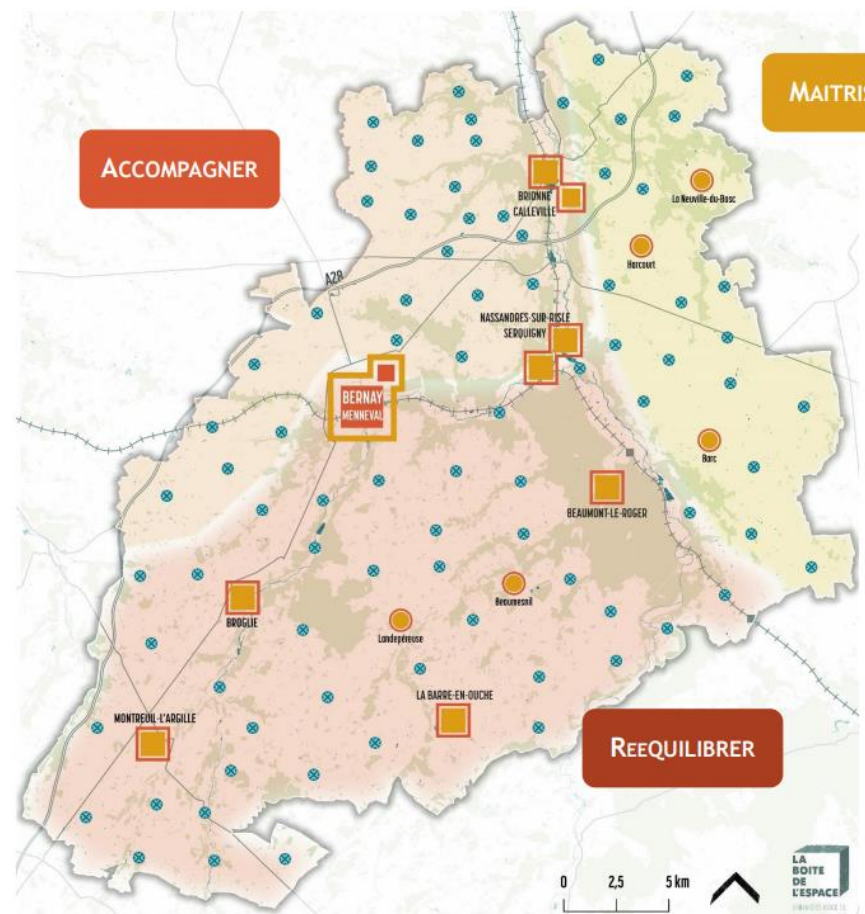 MAITRIS
ACCOMPAGNER
BRIONNE
CALLEVILLE
La Neuville-du-Bosc
Harcourt
A28
NASSANDRES-SUR-RISLE
SERQUIGNY
BERNAY
MENNEVAL
Barc
BEAUMONT-LE-ROGER
Beaumesnil
BROGLIE
Landepéreuse
LA BARRE-EN-OUCHE
MONTREUIL-L'ARGILLE
REEQUILIBRER
0 2,5 5 km
LA
BOITE
DE
L'ESPACE